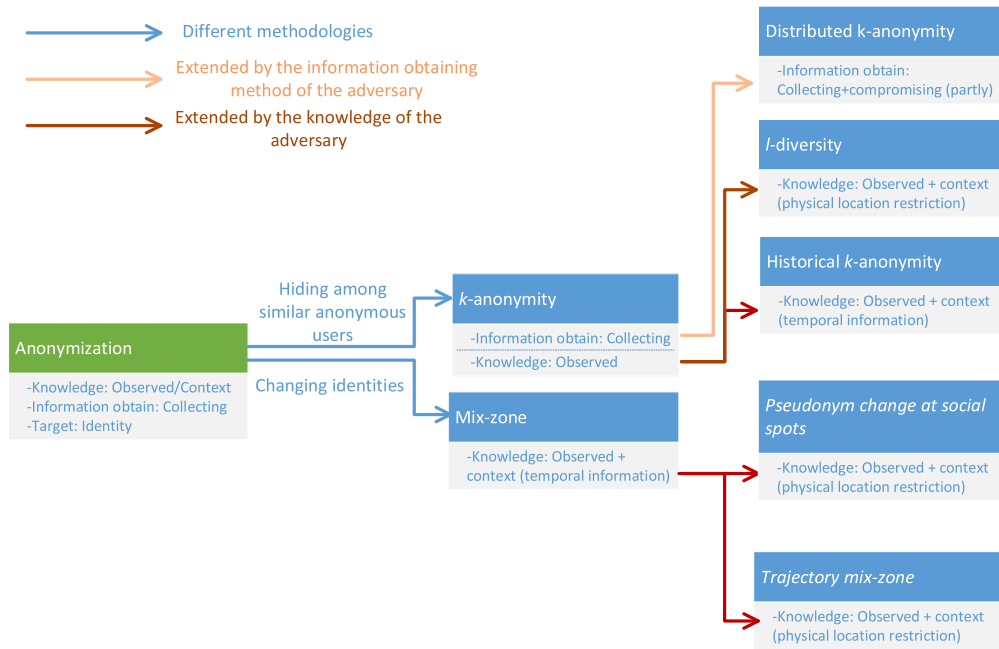 Different methodologies
Extended by the information obtaining
method of the adversary
Extended by the knowledge of the
adversary
Anonymization
-Knowledge: Observed/Context
-Information obtain: Collecting
-Target: Identity
Hiding among
similar anonymous
users
Changing identities
k-anonymity
-Information obtain: Collecting
-Knowledge: Observed
Mix-zone
-Knowledge: Observed +
context (temporal information)
Distributed k-anonymity
-Information obtain:
Collecting+compromising (partly)
l-diversity
-Knowledge: Observed + context
(physical location restriction)
Historical k-anonymity
-Knowledge: Observed + context
(temporal information)
Pseudonym change at social
spots
-Knowledge: Observed + context
(physical location restriction)
Trajectory mix-zone
-Knowledge: Observed + context
(physical location restriction)